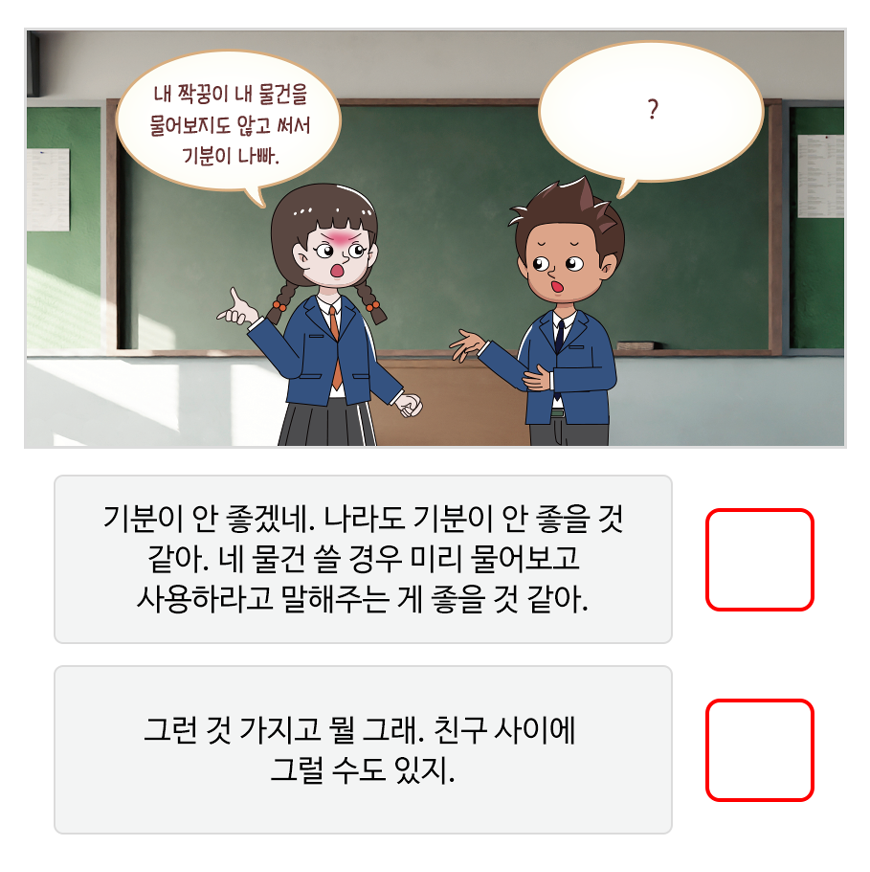 내 짝꿍이 내 물건을
물어보지도 않고 써서
기분이 나빠.
?
기분이 안 좋겠네. 나라도 기분이 안 좋을 것
같아. 네 물건 쓸 경우 미리 물어보고
사용하라고 말해주는 게 좋을 것 같아.
그런 것 가지고 뭘 그래. 친구 사이에
그럴 수도 있지.